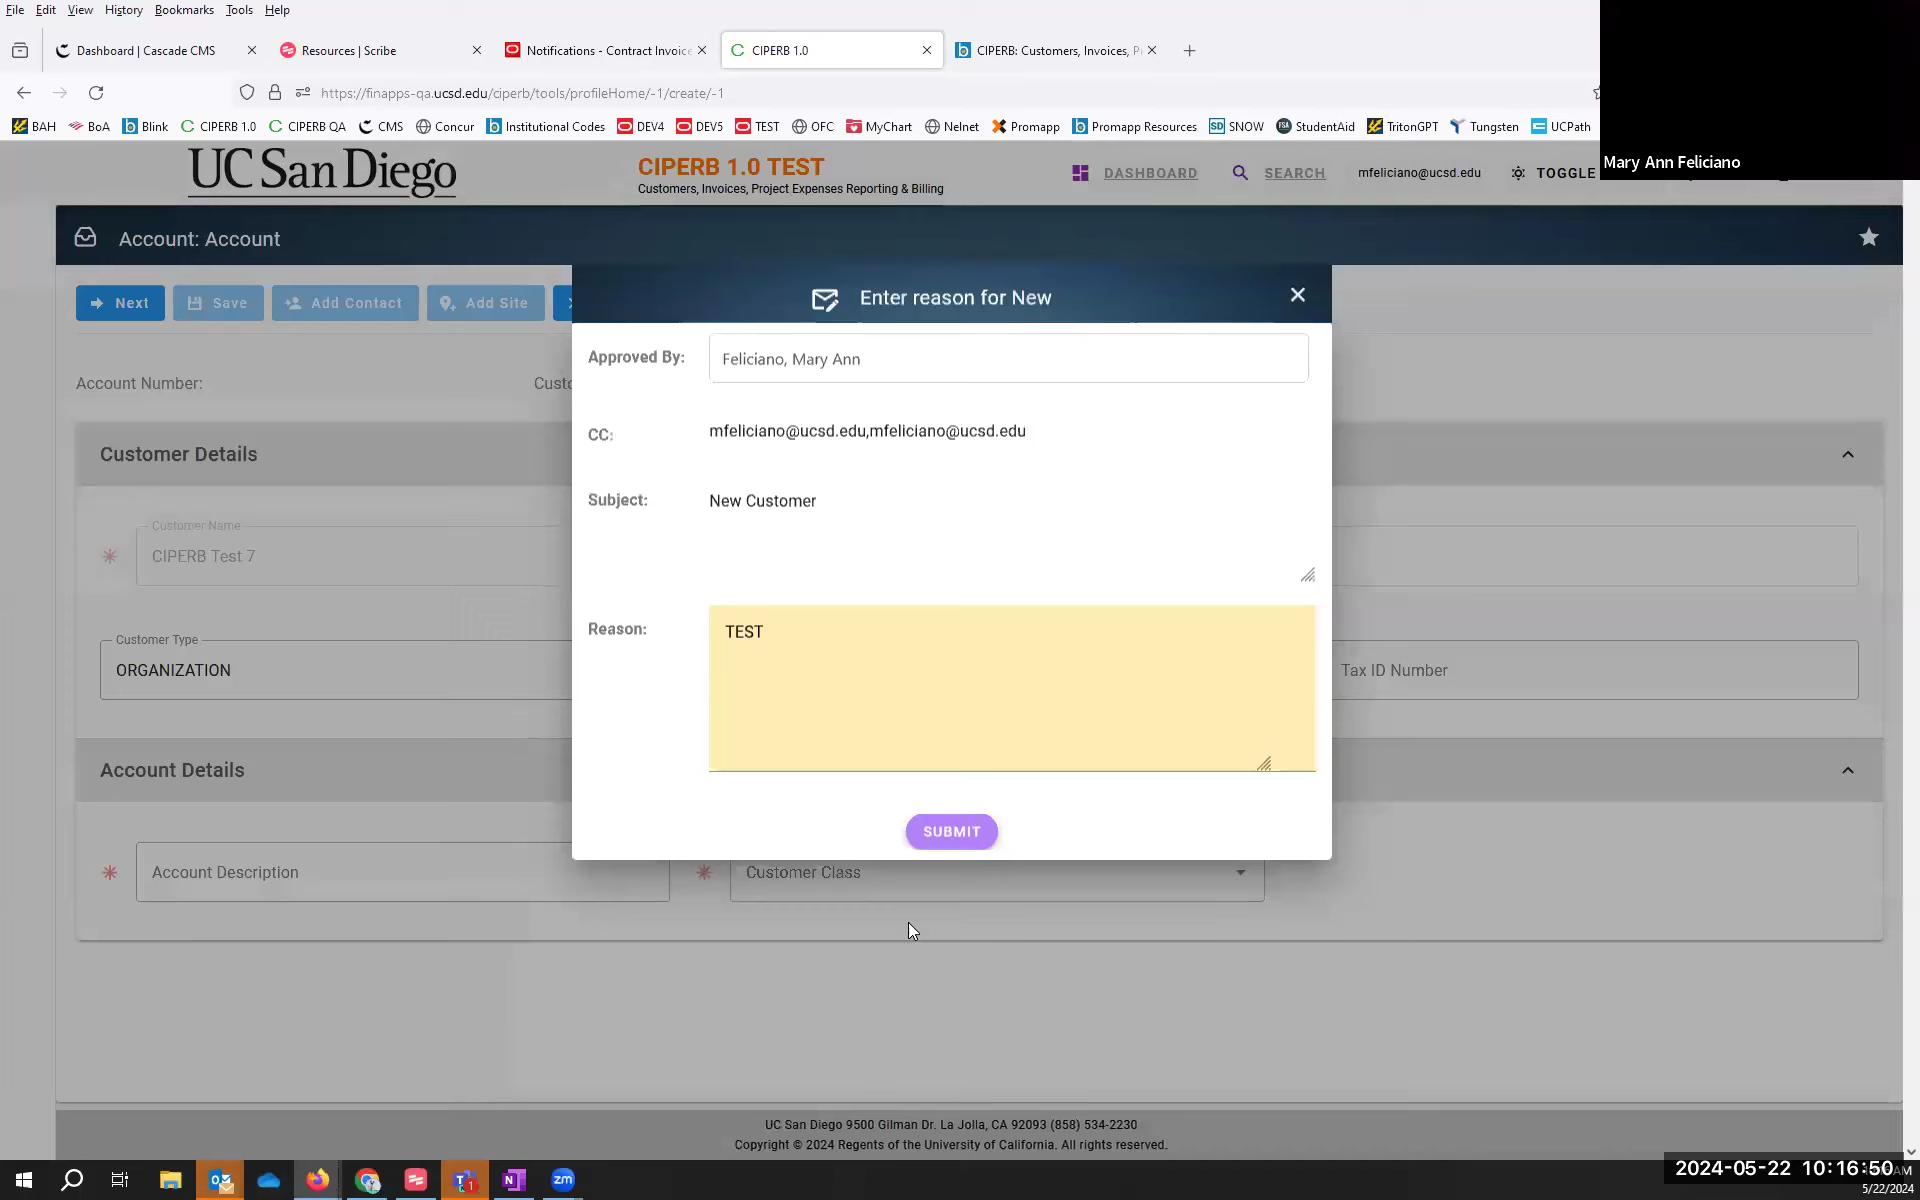 File Edit View History Bookmarks Tools Help
Dashboard | Cascade CMS
Resources | Scribe
Notifications - Contract Invoice
CIPERB 1.0
CIPERB: Customers, Invoices, P
https://finapps-qa.ucsd.edu/ciperb/tools/profileHome/-1/create/-1
BAH BoA Blink CIPERB 1.0 CIPERB QA CMS Concur Institutional Codes DEV4 DEV5 TEST OFC MyChart Nelnet Promapp Promapp Resources SNOW StudentAid TritonGPT Tungsten UCPath
Mary Ann Feliciano
UC San Diego
CIPERB 1.0 TEST
Customers, Invoices, Project Expenses Reporting & Billing
DASHBOARD SEARCH mfeliciano@ucsd.edu TOGGLE
Account: Account
Next Save Add Contact Add Site
Enter reason for New
Approved By: Feliciano, Mary Ann
Account Number: Custo
CC: mfeliciano@ucsd.edu,mfeliciano@ucsd.edu
Customer Details
Subject: New Customer
Customer Name
CIPERB Test 7
Reason: TEST
Customer Type
ORGANIZATION
Tax ID Number
Account Details
SUBMIT
Account Description
Customer Class
UC San Diego 9500 Gilman Dr. La Jolla, CA 92093 (858) 534-2230
Copyright © 2024 Regents of the University of California. All rights reserved.
2024-05-22 10:16:50
5/22/2024